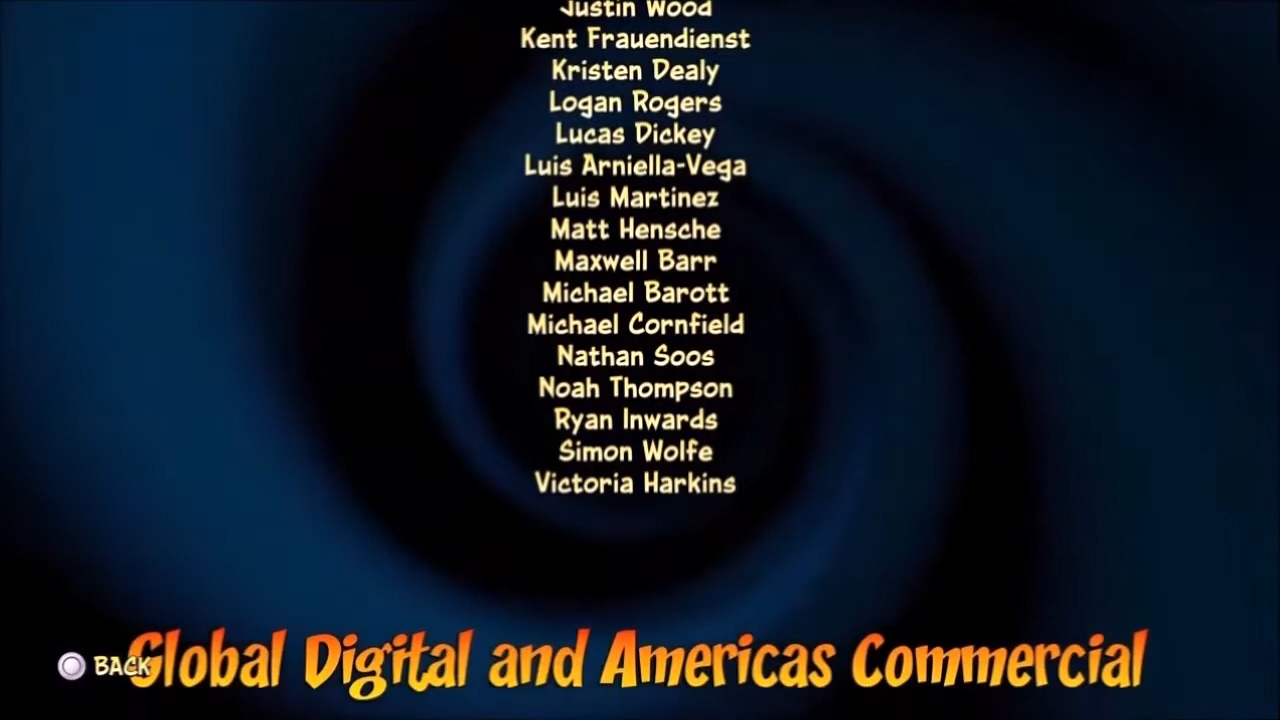 Justin Wood
Kent Frauendienst
Kristen Dealy
Logan Rogers
Lucas Dickey
Luis Arniella-Vega
Luis Martinez
Matt Hensche
Maxwell Barr
Michael Barott
Michael Cornfield
Nathan Soos
Noah Thompson
Ryan Inwards
Simon Wolfe
Victoria Harkins
Global Digital and Americas Commercial
BACK